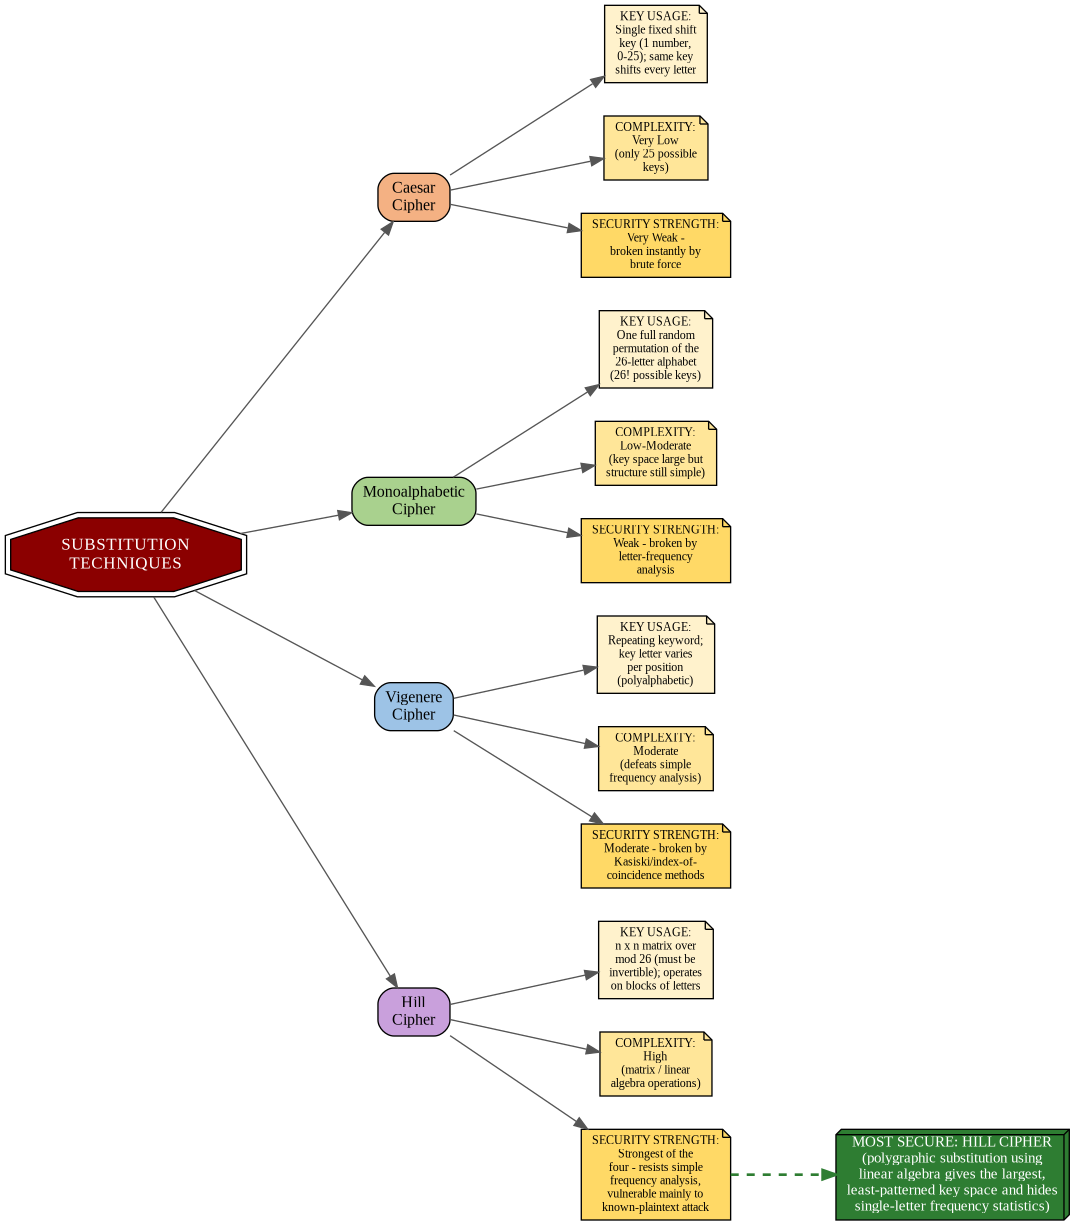 SUBSTITUTION
TECHNIQUES
Caesar
Cipher
KEY USAGE:
Single fixed shift
key (1 number,
0-25); same key
shifts every letter
COMPLEXITY:
Very Low
(only 25 possible
keys)
SECURITY STRENGTH:
Very Weak -
broken instantly by
brute force
Monoalphabetic
Cipher
KEY USAGE:
One full random
permutation of the
26-letter alphabet
(26! possible keys)
COMPLEXITY:
Low-Moderate
(key space large but
structure still simple)
SECURITY STRENGTH:
Weak - broken by
letter-frequency
analysis
Vigenere
Cipher
KEY USAGE:
Repeating keyword;
key letter varies
per position
(polyalphabetic)
COMPLEXITY:
Moderate
(defeats simple
frequency analysis)
SECURITY STRENGTH:
Moderate - broken by
Kasiski/index-of-
coincidence methods
Hill
Cipher
KEY USAGE:
n x n matrix over
mod 26 (must be
invertible); operates
on blocks of letters
COMPLEXITY:
High
(matrix / linear
algebra operations)
SECURITY STRENGTH:
Strongest of the
four - resists simple
frequency analysis,
vulnerable mainly to
known-plaintext attack
MOST SECURE: HILL CIPHER
(polygraphic substitution using
linear algebra gives the largest,
least-patterned key space and hides
single-letter frequency statistics)